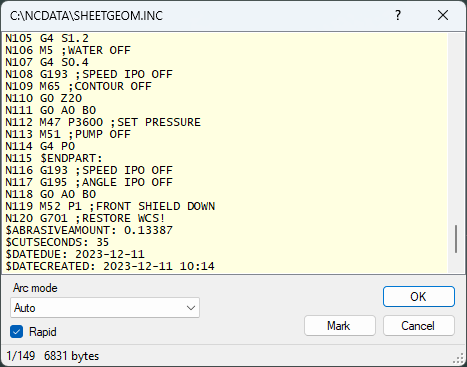 C:\NCDATA\SHEETGEOM.INC
N105 G4 S1.2
N106 M5 ;WATER OFF
N107 G4 S0.4
N108 G193 ;SPEED IPO OFF
N109 M65 ;CONTOUR OFF
N110 G0 Z20
N111 G0 A0 B0
N112 M47 P3600 ;SET PRESSURE
N113 M51 ;PUMP OFF
N114 G4 P0
N115 $ENDPART:
N116 G193 ;SPEED IPO OFF
N117 G195 ;ANGLE IPO OFF
N118 G0 A0 B0
N119 M52 P1 ;FRONT SHIELD DOWN
N120 G701 ;RESTORE WCS!
$ABRASIVEAMOUNT: 0.13387
$CUTSECONDS: 35
$DATEDUE: 2023-12-11
$DATECREATED: 2023-12-11 10:14
Arc mode
Auto
OK
Rapid
Mark
Cancel
1/149 6831 bytes